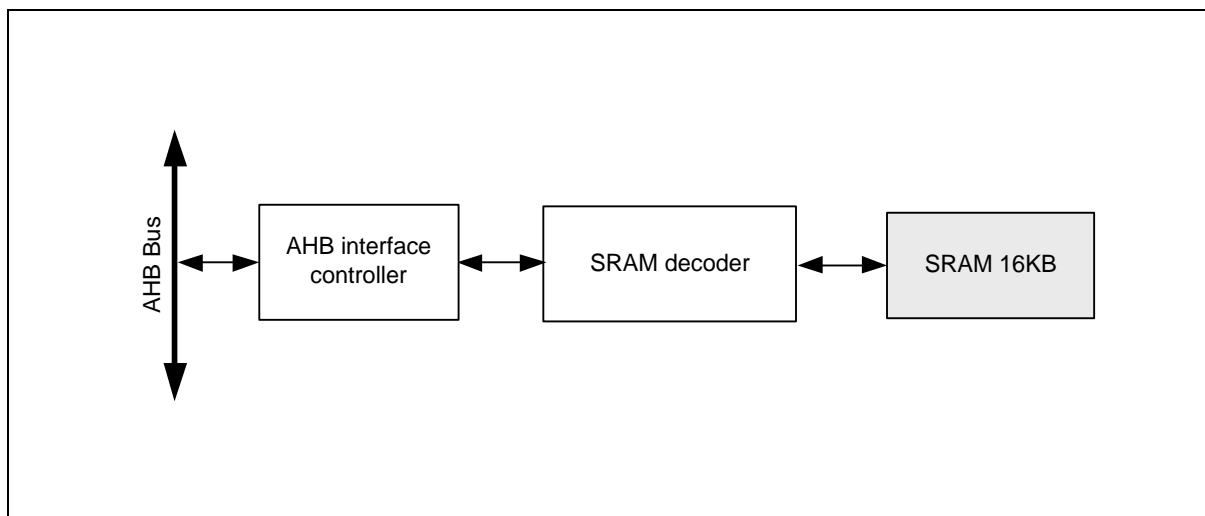 AHB Bus
AHB interface
controller
SRAM decoder
SRAM 16KB